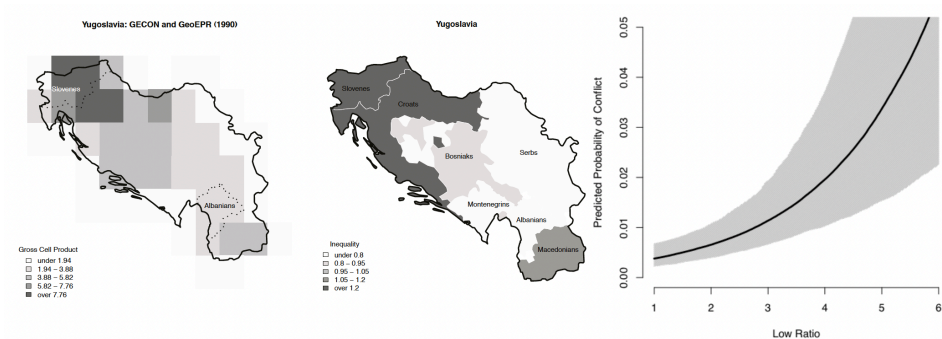 Yugoslavia: GECON and GeoEPR (1990)
Slovenes
Albanians
Gross Cell Product
under 1.94
1.94 – 3.88
3.88 – 5.82
5.82 – 7.76
over 7.76
Yugoslavia
Slovenes
Croats
Bosniaks
Serbs
Montenegrins
Albanians
Macedonians
Inequality
under 0.8
0.8 – 0.95
0.95 – 1.05
1.05 – 1.2
over 1.2
Predicted Probability of Conflict
0.05
0.04
0.03
0.02
0.01
0.00
1 2 3 4 5 6
Low Ratio